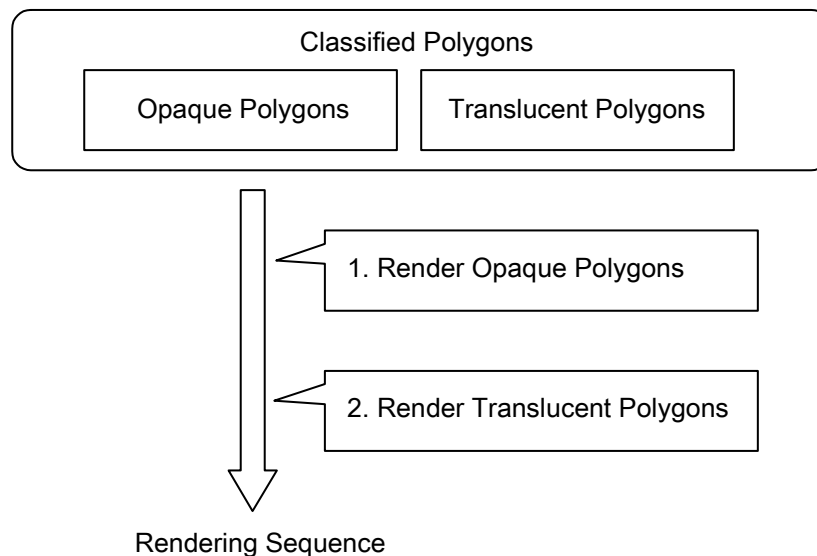 Classified Polygons
Opaque Polygons
Translucent Polygons
1. Render Opaque Polygons
2. Render Translucent Polygons
Rendering Sequence